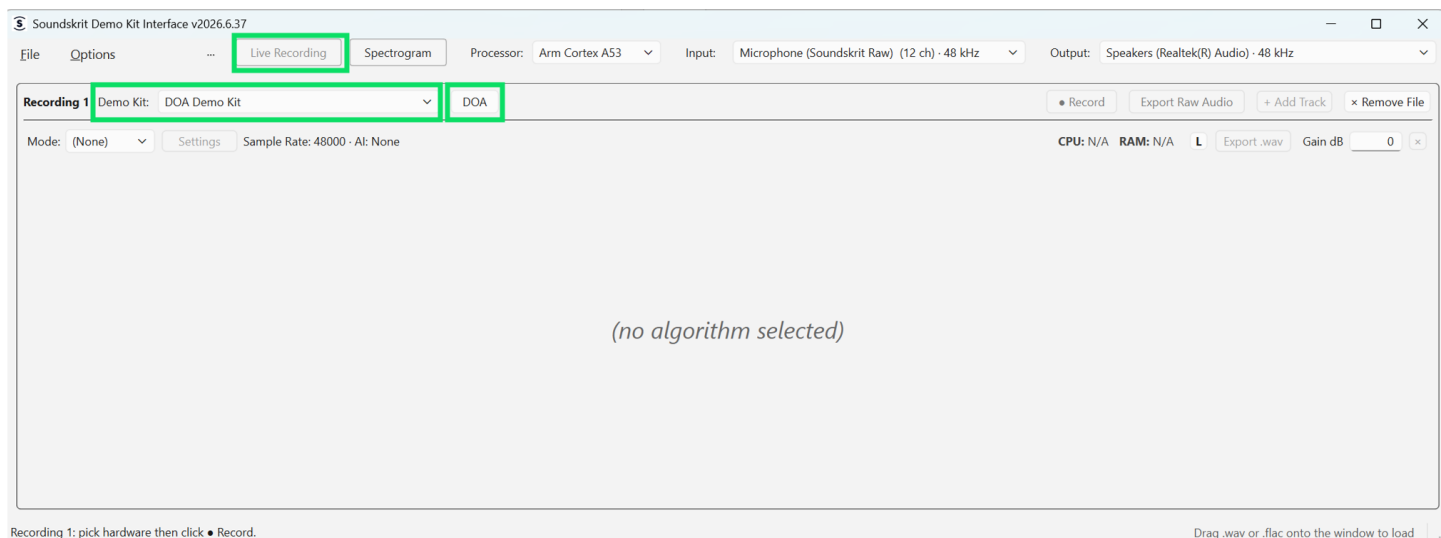 Soundskrit Demo Kit Interface v2026.6.37
File Options ... Live Recording Spectrogram Processor: Arm Cortex A53 Input: Microphone (Soundskrit Raw) (12 ch) · 48 kHz Output: Speakers (Realtek(R) Audio) · 48 kHz
Recording 1 Demo Kit: DOA Demo Kit DOA ● Record Export Raw Audio + Add Track × Remove File
Mode: (None) Settings Sample Rate: 48000 · AI: None CPU: N/A RAM: N/A L Export .wav Gain dB 0 ×
(no algorithm selected)
Recording 1: pick hardware then click ● Record. Drag .wav or .flac onto the window to load